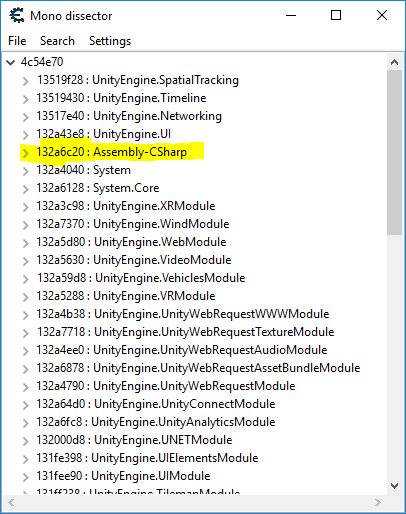 Mono dissector
File Search Settings
4c54e70
13519f28 : UnityEngine.SpatialTracking
13519430 : UnityEngine.Timeline
13517e40 : UnityEngine.Networking
132a43e8 : UnityEngine.UI
132a6c20 : Assembly-CSharp
132a4040 : System
132a6128 : System.Core
132a3c98 : UnityEngine.XRModule
132a7370 : UnityEngine.WindModule
132a5d80 : UnityEngine.WebModule
132a5630 : UnityEngine.VideoModule
132a59d8 : UnityEngine.VehiclesModule
132a5288 : UnityEngine.VRModule
132a4b38 : UnityEngine.UnityWebRequestWWWModule
132a7718 : UnityEngine.UnityWebRequestTextureModule
132a4ee0 : UnityEngine.UnityWebRequestAudioModule
132a6878 : UnityEngine.UnityWebRequestAssetBundleModule
132a4790 : UnityEngine.UnityWebRequestModule
132a64d0 : UnityEngine.UnityConnectModule
132a6fc8 : UnityEngine.UnityAnalyticsModule
132000d8 : UnityEngine.UNETModule
131fe398 : UnityEngine.UIElementsModule
131fee90 : UnityEngine.UIModule
131ff238 : UnityEngine.TilemapModule